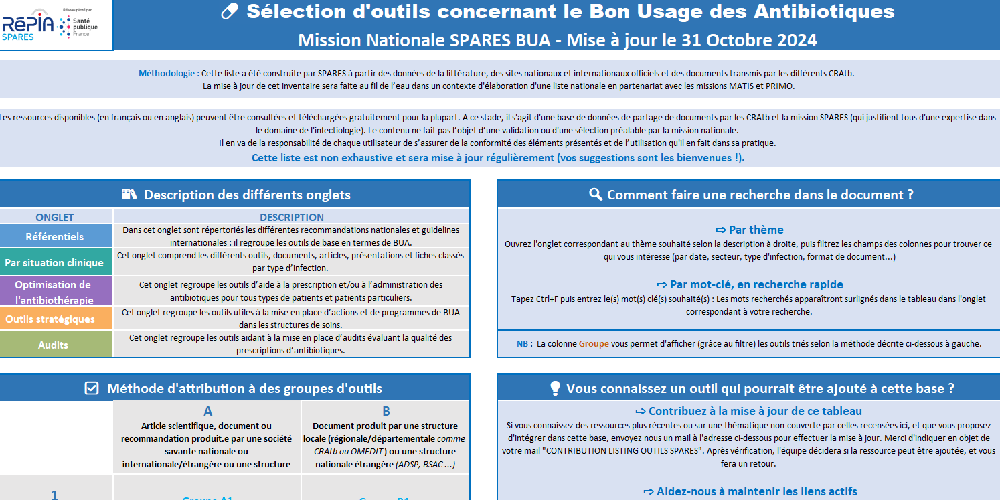 Réseau piloté par
RéPIA
SPARES
Santé
publique
France
Sélection d'outils concernant le Bon Usage des Antibiotiques
Mission Nationale SPARES BUA - Mise à jour le 31 Octobre 2024
Méthodologie : Cette liste a été construite par SPARES à partir des données de la littérature, des sites nationaux et internationaux officiels et des documents transmis par les différents CRAtb.
La mise à jour de cet inventaire sera faite au fil de l’eau dans un contexte d'élaboration d'une liste nationale en partenariat avec les missions MATIS et PRIMO.
Les ressources disponibles (en français ou en anglais) peuvent être consultées et téléchargées gratuitement pour la plupart. A ce stade, il s'agit d'une base de données de partage de documents par les CRAtb et la mission SPARES (qui justifient tous d'une expertise dans
le domaine de l'infectiologie). Le contenu ne fait pas l’objet d’une validation ou d'une sélection préalable par la mission nationale.
Il en va de la responsabilité de chaque utilisateur de s’assurer de la conformité des éléments présentés et de l’utilisation qu'il en fait dans sa pratique.
Cette liste est non exhaustive et sera mise à jour régulièrement (vos suggestions sont les bienvenues !).
Description des différents onglets
ONGLET DESCRIPTION
Référentiels
Dans cet onglet sont répertoriés les différentes recommandations nationales et guidelines
internationales : il regroupe les outils de base en termes de BUA.
Par situation clinique
Cet onglet comprend les différents outils, documents, articles, présentations et fiches classés
par type d’infection.
Optimisation de
l'antibiothérapie
Cet onglet regroupe les outils d’aide à la prescription et/ou à l’administration des
antibiotiques pour tous types de patients et patients particuliers.
Outils stratégiques
Cet onglet regroupe les outils utiles à la mise en place d’actions et de programmes de BUA
dans les structures de soins.
Audits
Cet onglet regroupe les outils aidant à la mise en place d’audits évaluant la qualité des
prescriptions d’antibiotiques.
Comment faire une recherche dans le document ?
⇨ Par thème
Ouvrez l'onglet correspondant au thème souhaité selon la description à droite, puis filtrez les champs des colonnes pour trouver ce
qui vous intéresse (par date, secteur, type d'infection, format de document...)
⇨ Par mot-clé, en recherche rapide
Tapez Ctrl+F puis entrez le(s) mot(s) clé(s) souhaité(s) : Les mots recherchés apparaîtront surlignés dans le tableau dans l'onglet
correspondant à votre recherche.
NB : La colonne Groupe vous permet d'afficher (grâce au filtre) les outils triés selon la méthode décrite ci-dessous à gauche.
Méthode d'attribution à des groupes d'outils
A
Article scientifique, document ou
recommandation produit.e par une société
savante nationale ou
internationale/étrangère ou une structure
B
Document produit par une structure
locale (régionale/départementale comme
CRAtb ou OMEDIT) ou une structure
nationale étrangère (ADSP, BSAC ...)
1
Groupe A1
Groupe B1
Vous connaissez un outil qui pourrait être ajouté à cette base ?
⇨ Contribuez à la mise à jour de ce tableau
Si vous connaissez des ressources plus récentes ou sur une thématique non-couverte par celles recensées ici, et que vous proposez
d'intégrer dans cette base, envoyez nous un mail à l'adresse ci-dessous pour effectuer la mise à jour. Merci d'indiquer en objet de
votre mail "CONTRIBUTION LISTING OUTILS SPARES". Après vérification, l'équipe décidera si la ressource peut être ajoutée, et vous
fera un retour.
⇨ Aidez-nous à maintenir les liens actifs